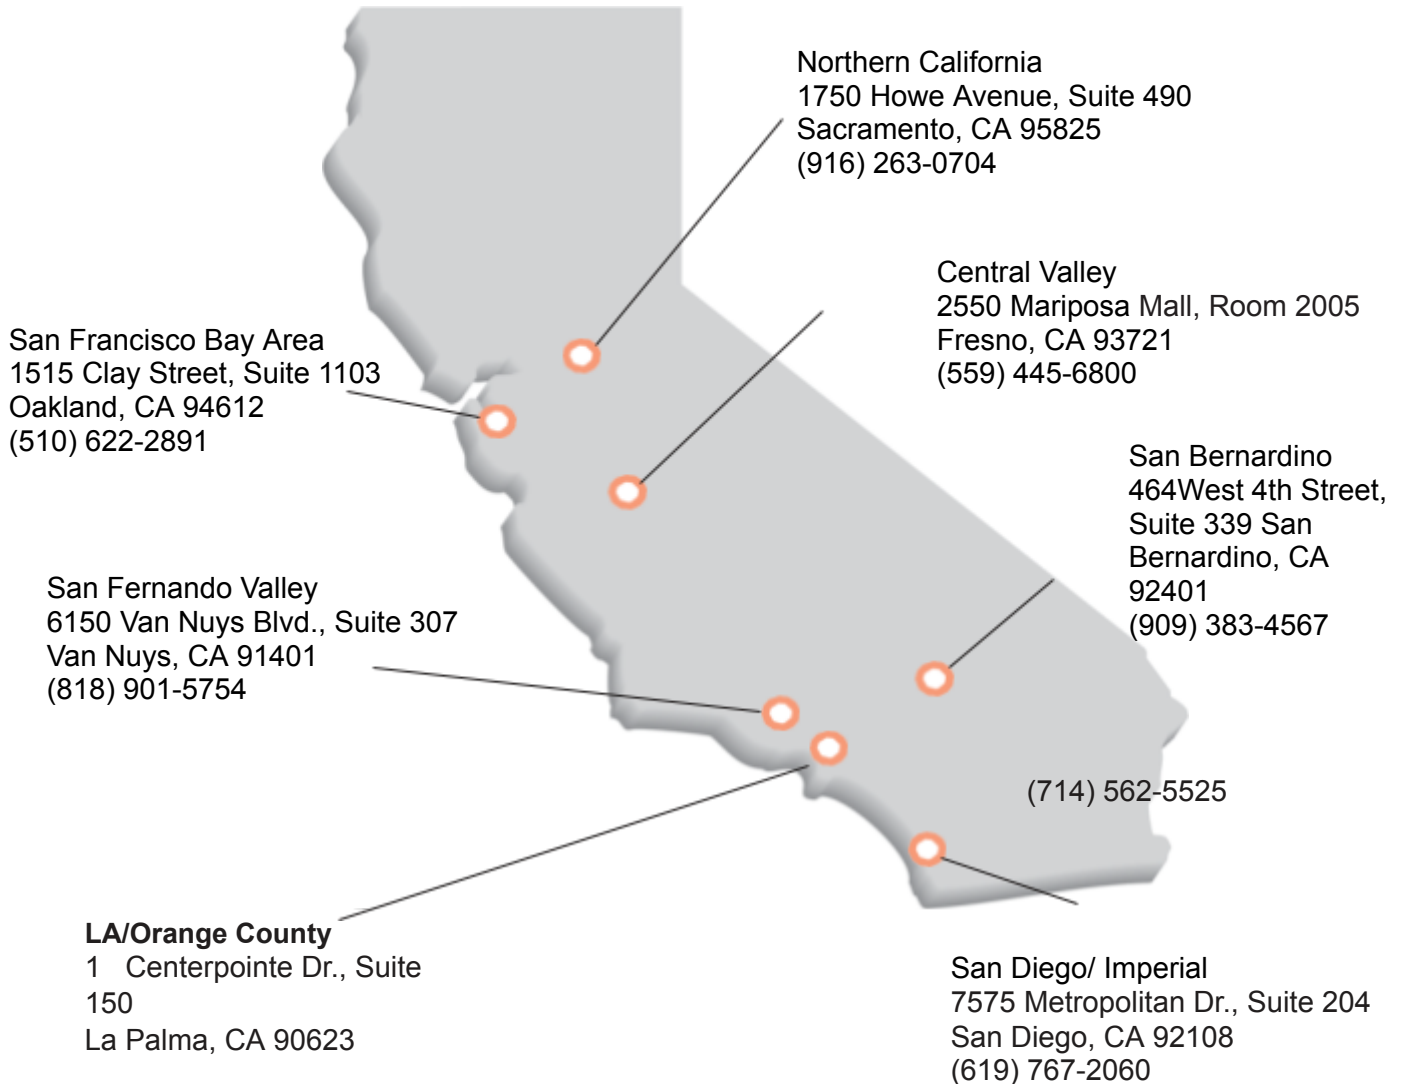 Northern California
1750 Howe Avenue, Suite 490
Sacramento, CA 95825
(916) 263-0704
Central Valley
2550 Mariposa Mall, Room 2005
Fresno, CA 93721
(559) 445-6800
San Francisco Bay Area
1515 Clay Street, Suite 1103
Oakland, CA 94612
(510) 622-2891
San Bernardino
464West 4th Street,
Suite 339 San
Bernardino, CA
92401
(909) 383-4567
San Fernando Valley
6150 Van Nuys Blvd., Suite 307
Van Nuys, CA 91401
(818) 901-5754
(714) 562-5525
LA/Orange County
1 Centerpointe Dr., Suite
150
La Palma, CA 90623
San Diego/ Imperial
7575 Metropolitan Dr., Suite 204
San Diego, CA 92108
(619) 767-2060